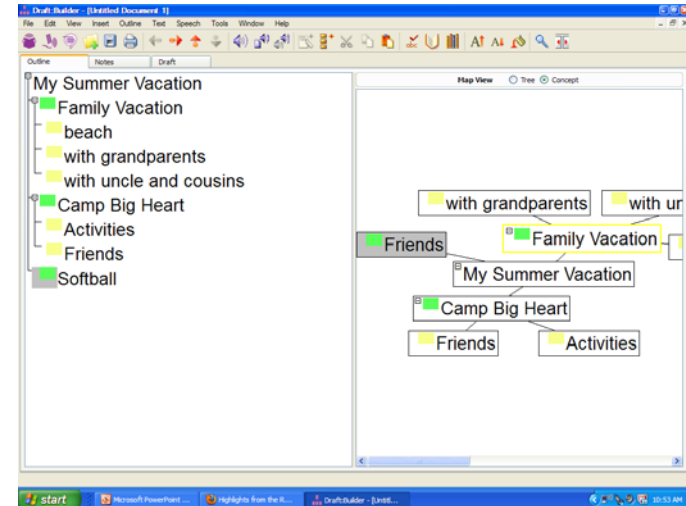 Draft:Builder - [Untitled Document 1]
File Edit View Insert Outline Text Speech Tools Window Help
Outline Notes Draft
Map View Tree Concept
My Summer Vacation
Family Vacation
beach
with grandparents
with uncle and cousins
Camp Big Heart
Activities
Friends
Softball
with grandparents with ur
Friends Family Vacation
My Summer Vacation
Camp Big Heart
Friends Activities
start Microsoft PowerPoint ... Highlights from the R... Draft:Builder - [Untitl... 10:53 AM